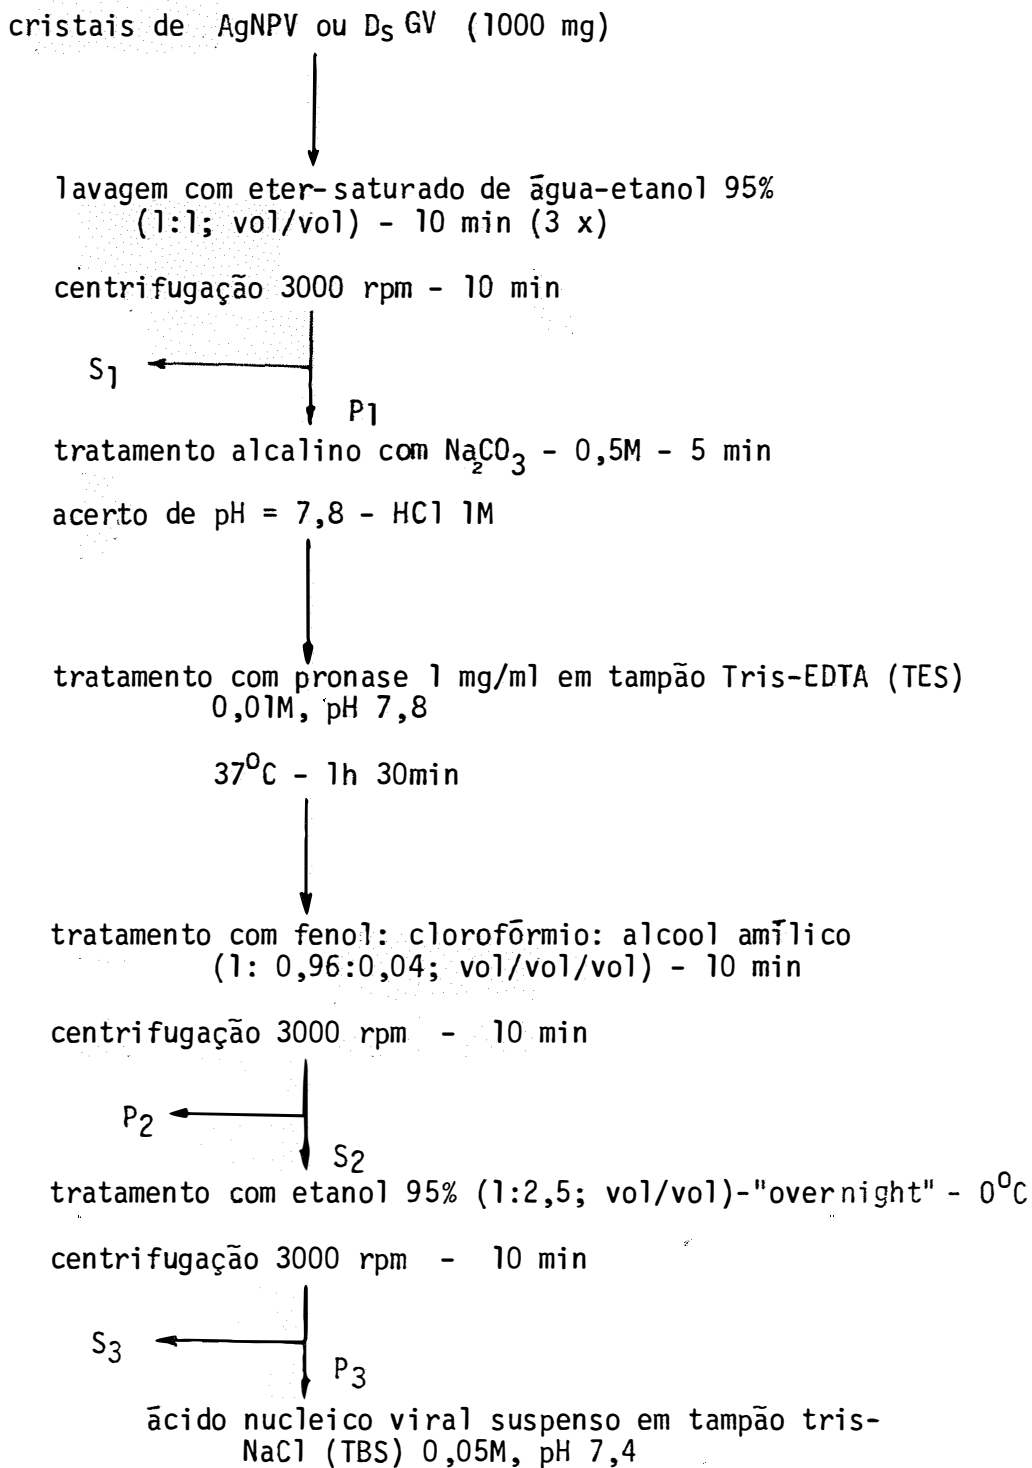 cristais de AgNPV ou DsGV (1000 mg)
lavagem com eter-saturado de água-etanol 95%
(1:1; vol/vol) - 10 min (3 x)
centrifugação 3000 rpm - 10 min
S1
P1
tratamento alcalino com Na2CO3 - 0,5M - 5 min
acerto de pH = 7,8 - HCl 1M
tratamento com pronase 1 mg/ml em tampão Tris-EDTA (TES)
0,01M, pH 7,8
37°C - 1h 30min
tratamento com fenol: clorofórmio: alcool amílico
(1: 0,96:0,04; vol/vol/vol) - 10 min
centrifugação 3000 rpm - 10 min
P2
S2
tratamento com etanol 95% (1:2,5; vol/vol)-"overnight" - 0°C
centrifugação 3000 rpm - 10 min
S3
P3
ácido nucleico viral suspenso em tampão tris-
NaCl (TBS) 0,05M, pH 7,4